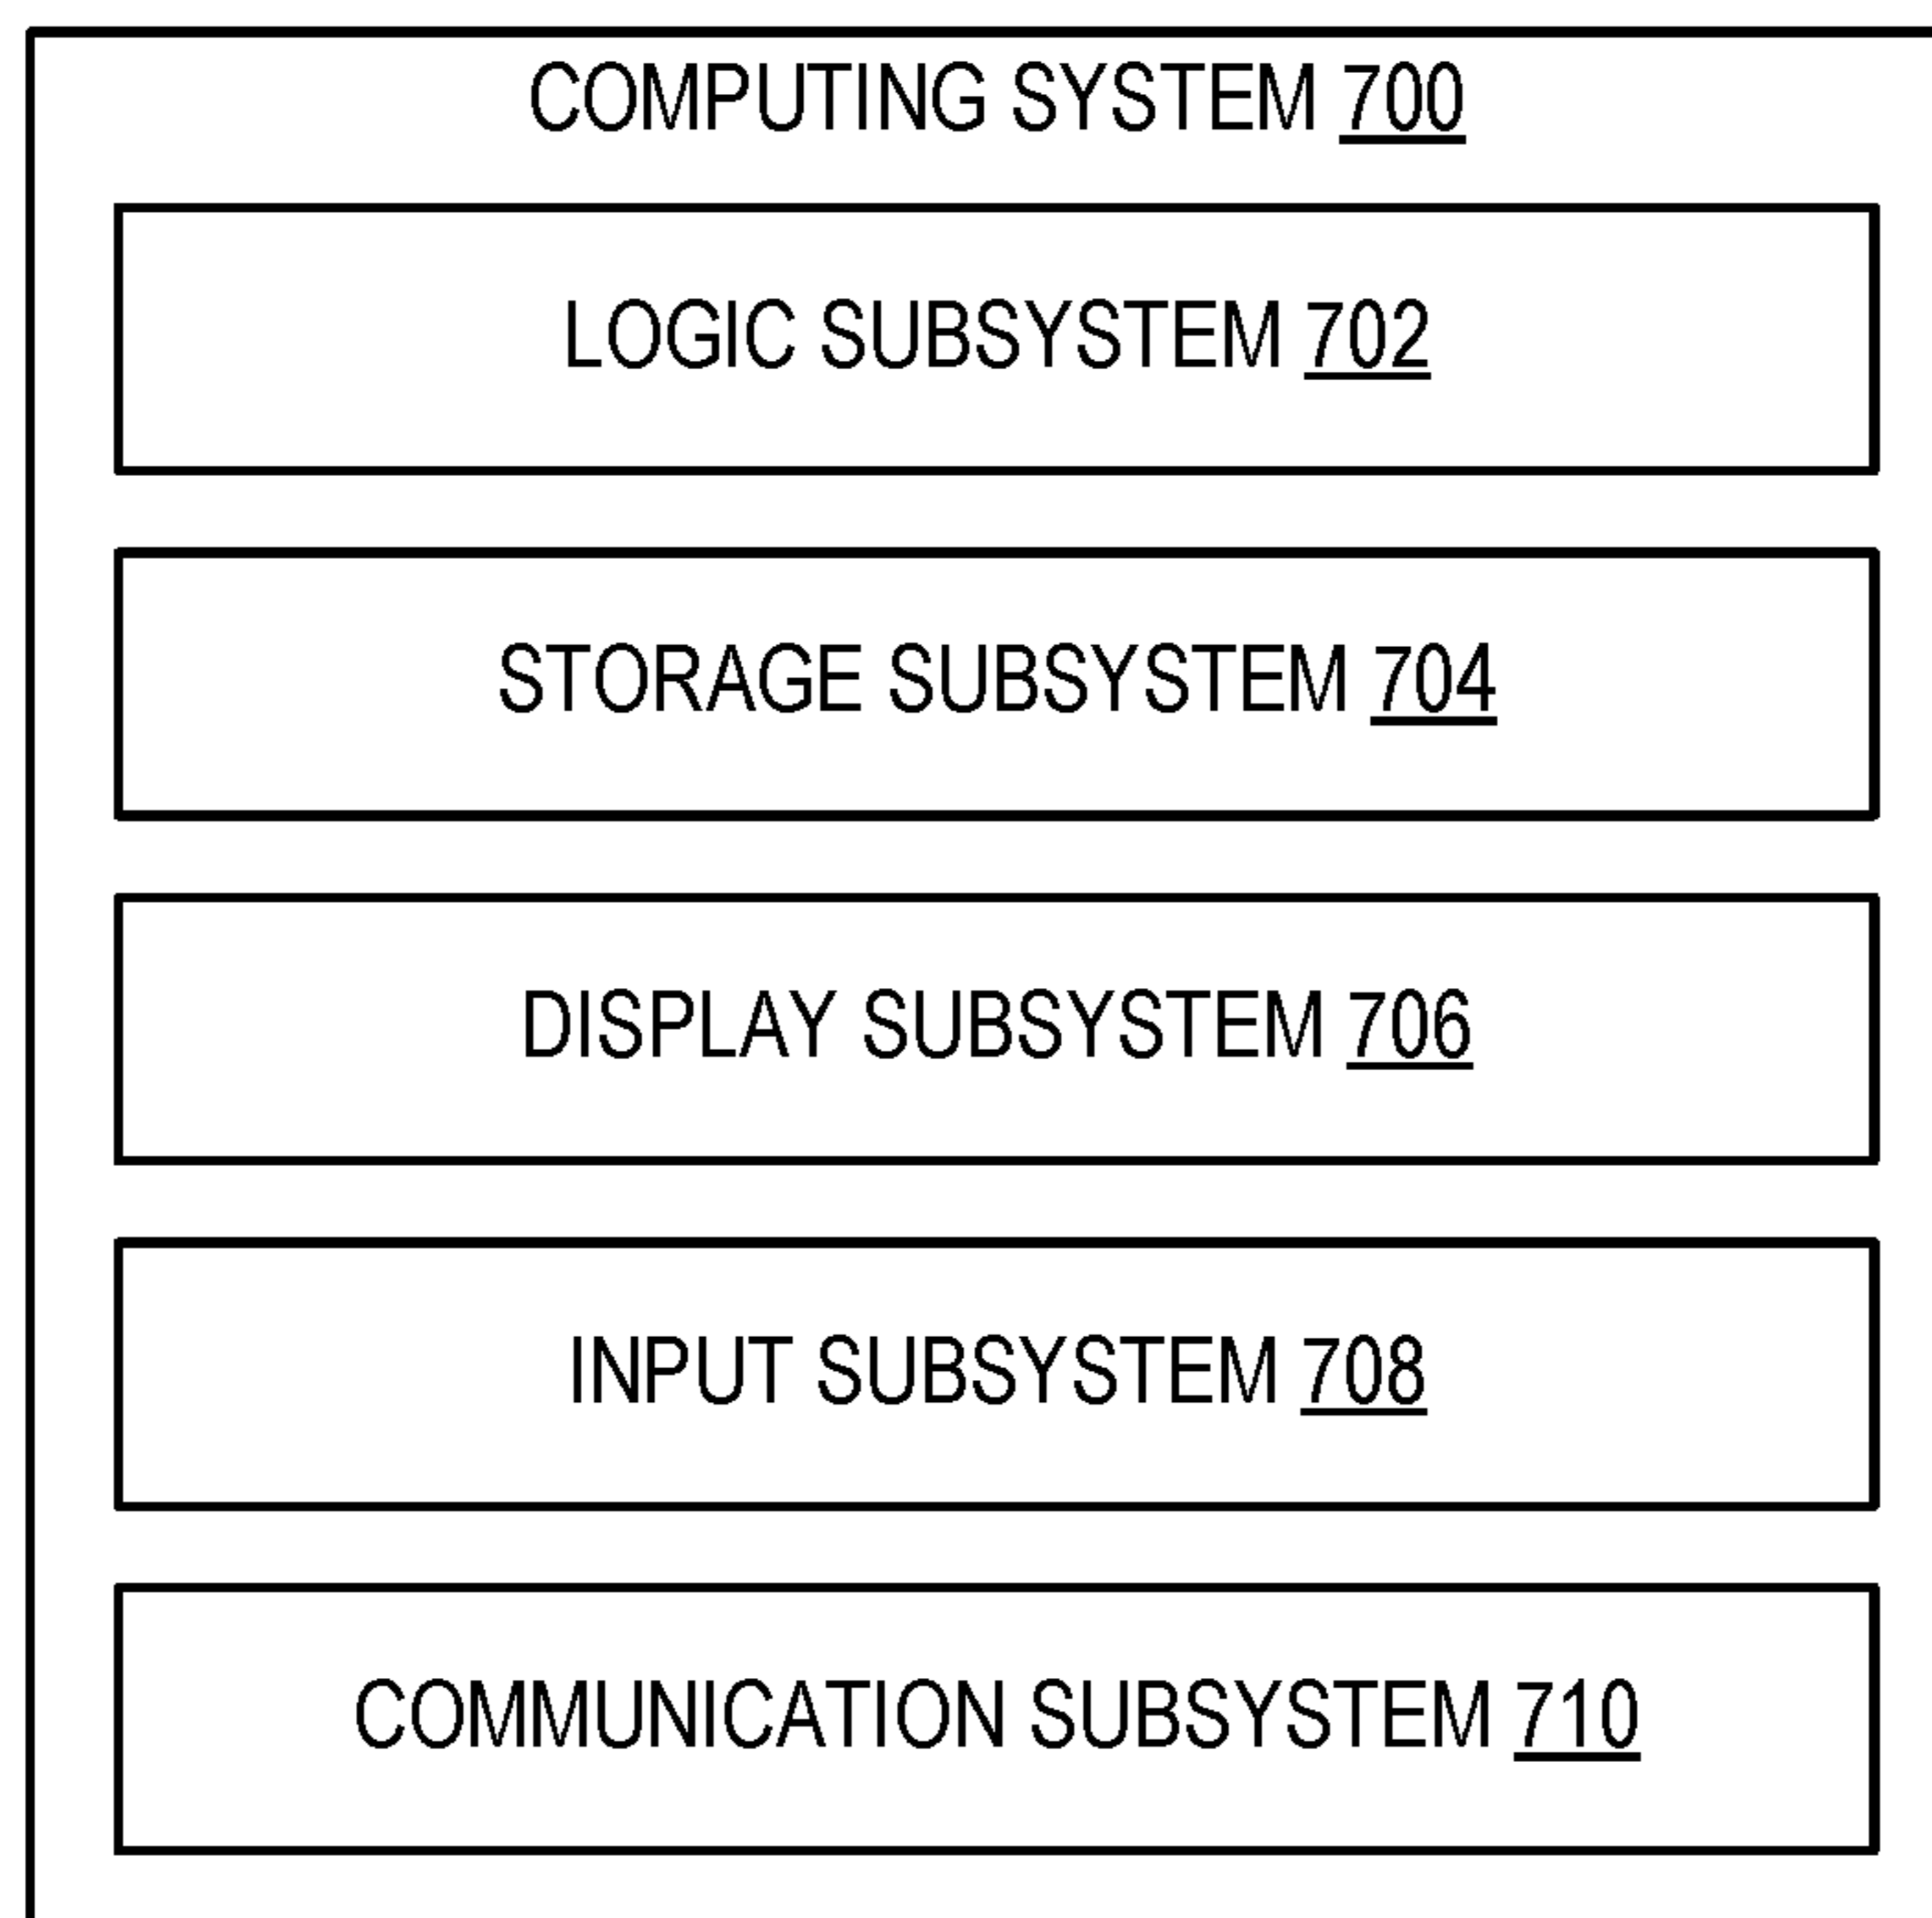 COMPUTING SYSTEM 700
LOGIC SUBSYSTEM 702
STORAGE SUBSYSTEM 704
DISPLAY SUBSYSTEM 706
INPUT SUBSYSTEM 708
COMMUNICATION SUBSYSTEM 710